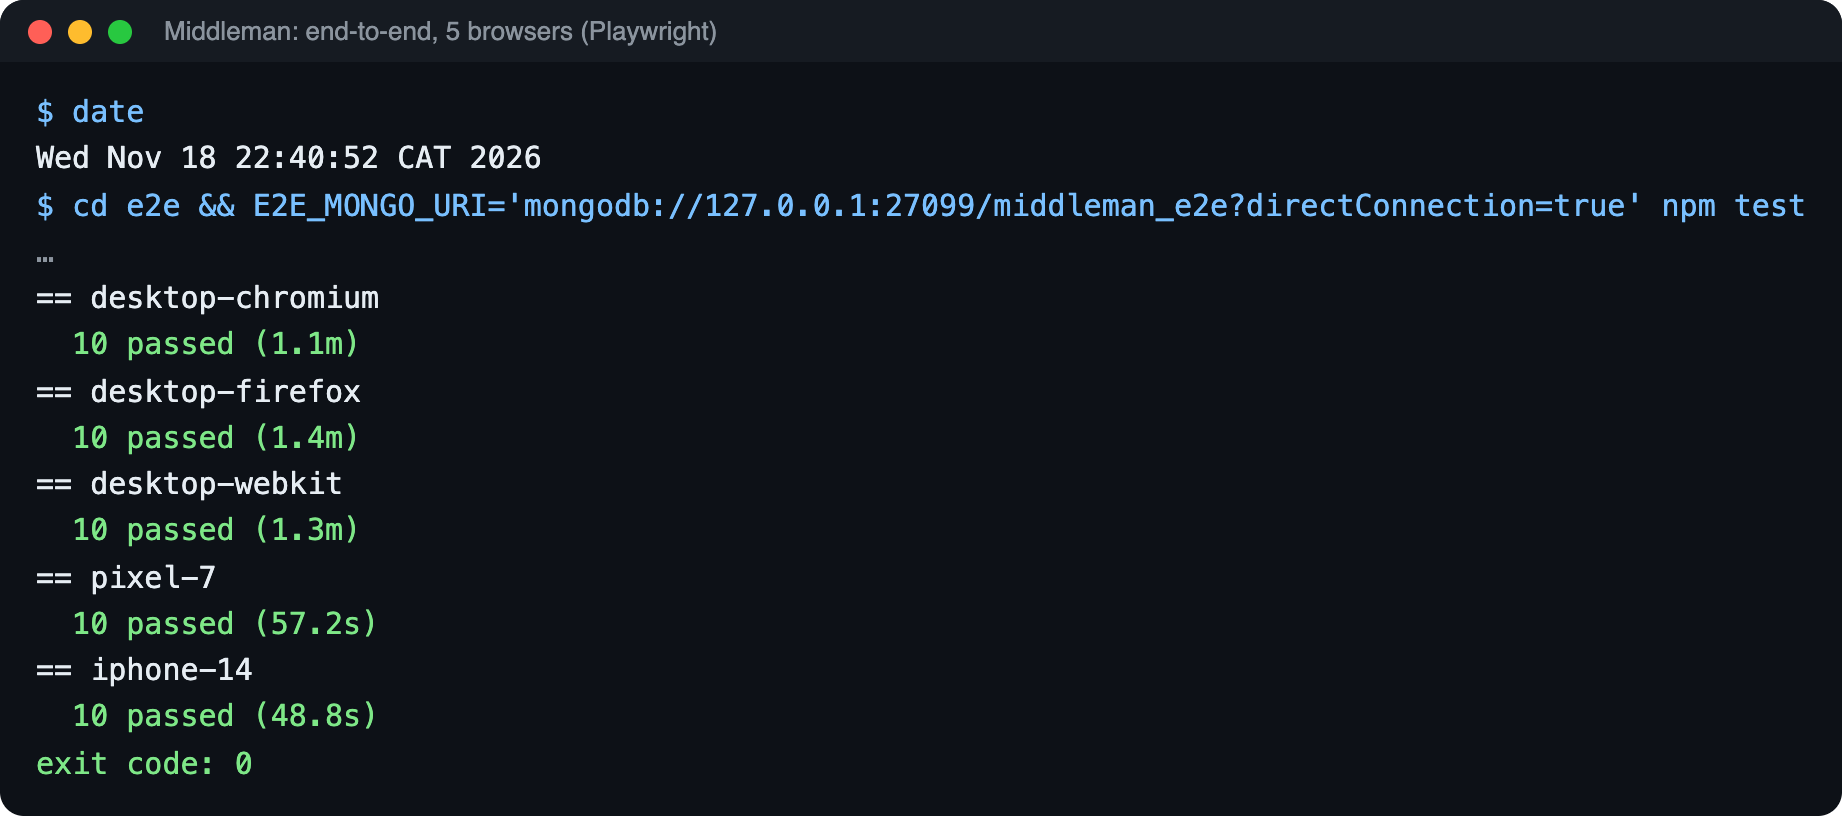 Middleman: end-to-end, 5 browsers (Playwright)
$ date
Wed Nov 18 22:40:52 CAT 2026
$ cd e2e && E2E_MONGO_URI='mongodb://127.0.0.1:27099/middleman_e2e?directConnection=true' npm test
…
== desktop-chromium
  10 passed (1.1m)
== desktop-firefox
  10 passed (1.4m)
== desktop-webkit
  10 passed (1.3m)
== pixel-7
  10 passed (57.2s)
== iphone-14
  10 passed (48.8s)
exit code: 0